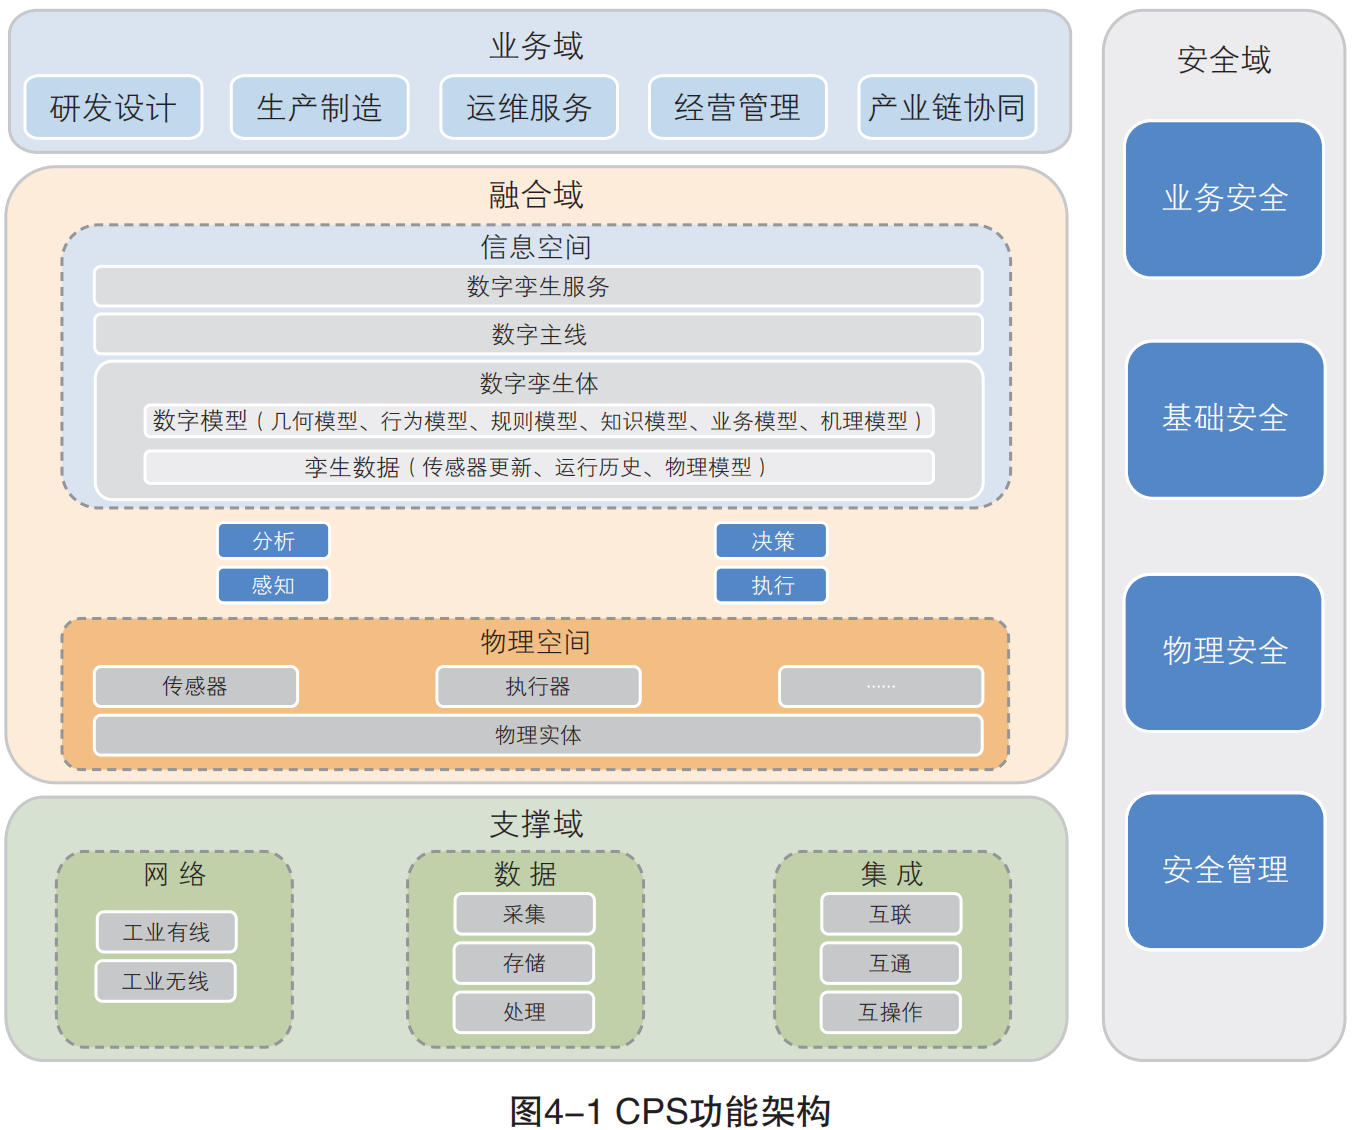 业务域
研发设计
生产制造
运维服务
经营管理
产业链协同
融合域
信息空间
数字孪生服务
数字主线
数字孪生体
数字模型（几何模型、行为模型、规则模型、知识模型、业务模型、机理模型）
孪生数据（传感器更新、运行历史、物理模型）
分析
决策
感知
执行
物理空间
传感器
执行器
······
物理实体
支撑域
网 络
工业有线
工业无线
数 据
采集
存储
处理
集 成
互联
互通
互操作
安全域
业务安全
基础安全
物理安全
安全管理
图4-1 CPS功能架构